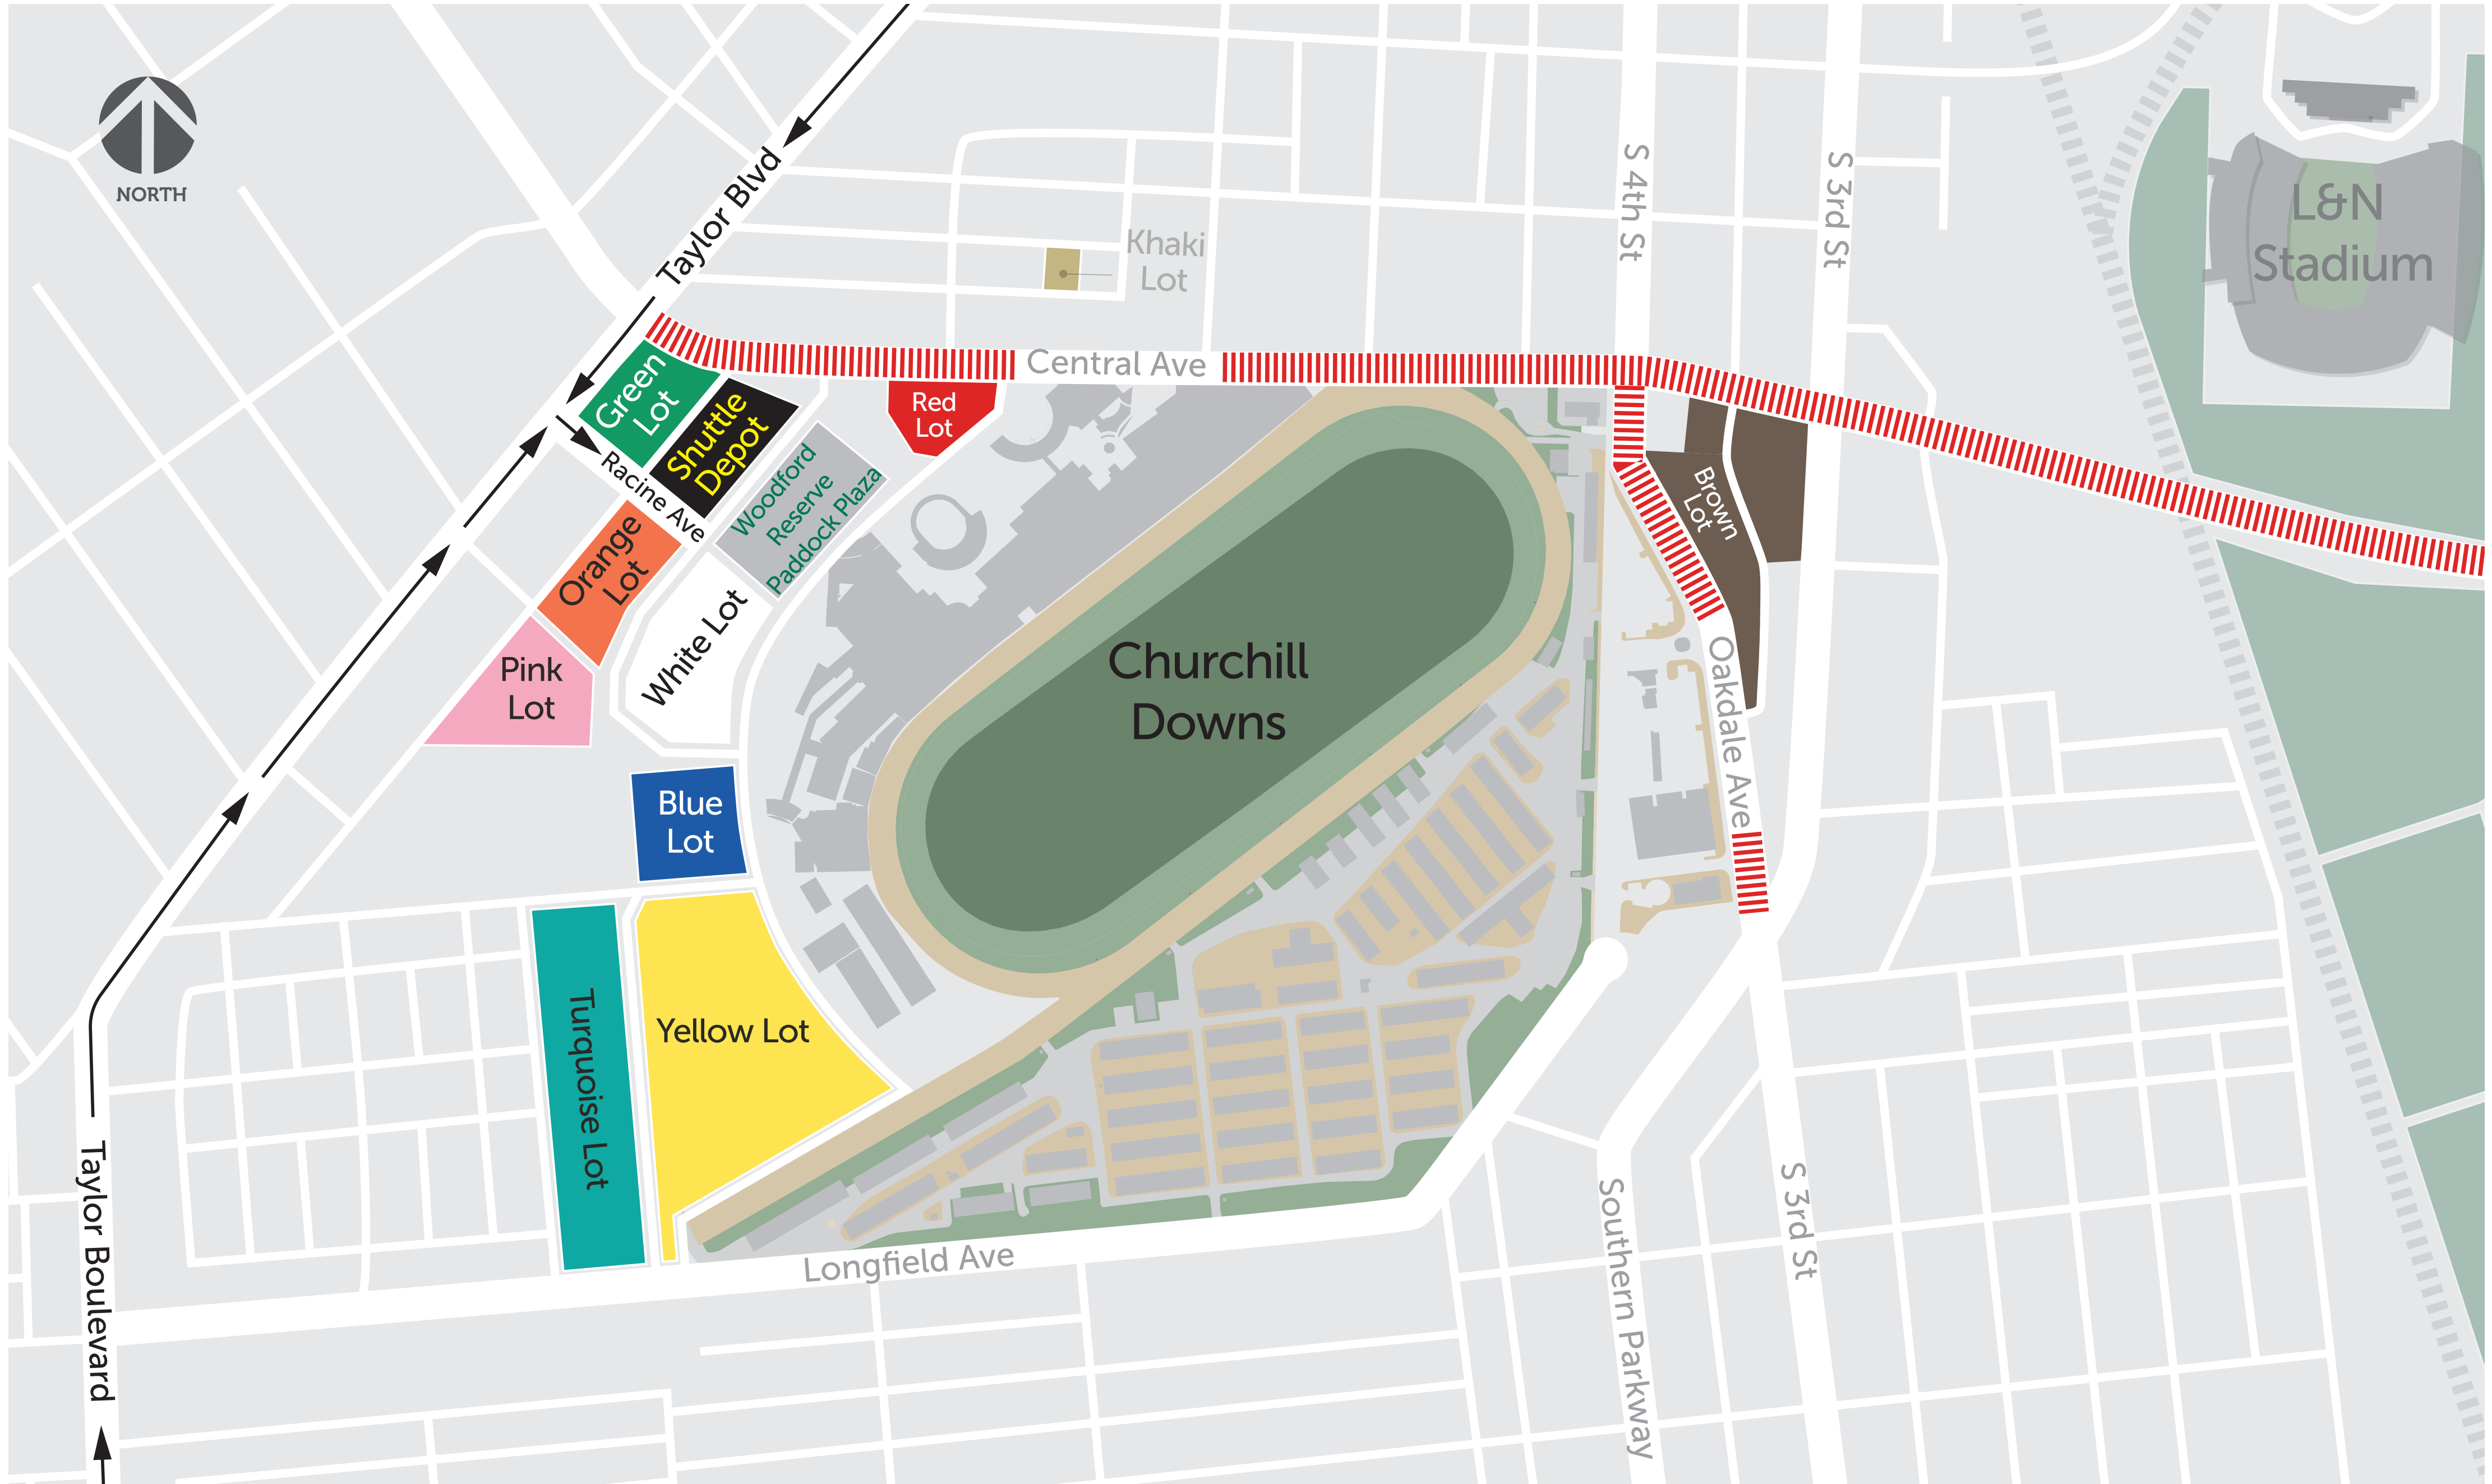 NORTH
Taylor Blvd
S 4th St
S 3rd St
L&N
Stadium
Khaki
Lot
Central Ave
Green
Lot
Shuttle
Depot
Red
Lot
Racine Ave
Woodford
Reserve
Paddock Plaza
Brown
Lot
Orange
Lot
White Lot
Pink
Lot
Churchill
Downs
Oakdale Ave
Blue
Lot
Turquoise Lot
Yellow Lot
Taylor Boulevard
Longfield Ave
Southern Parkway
S 3rd St